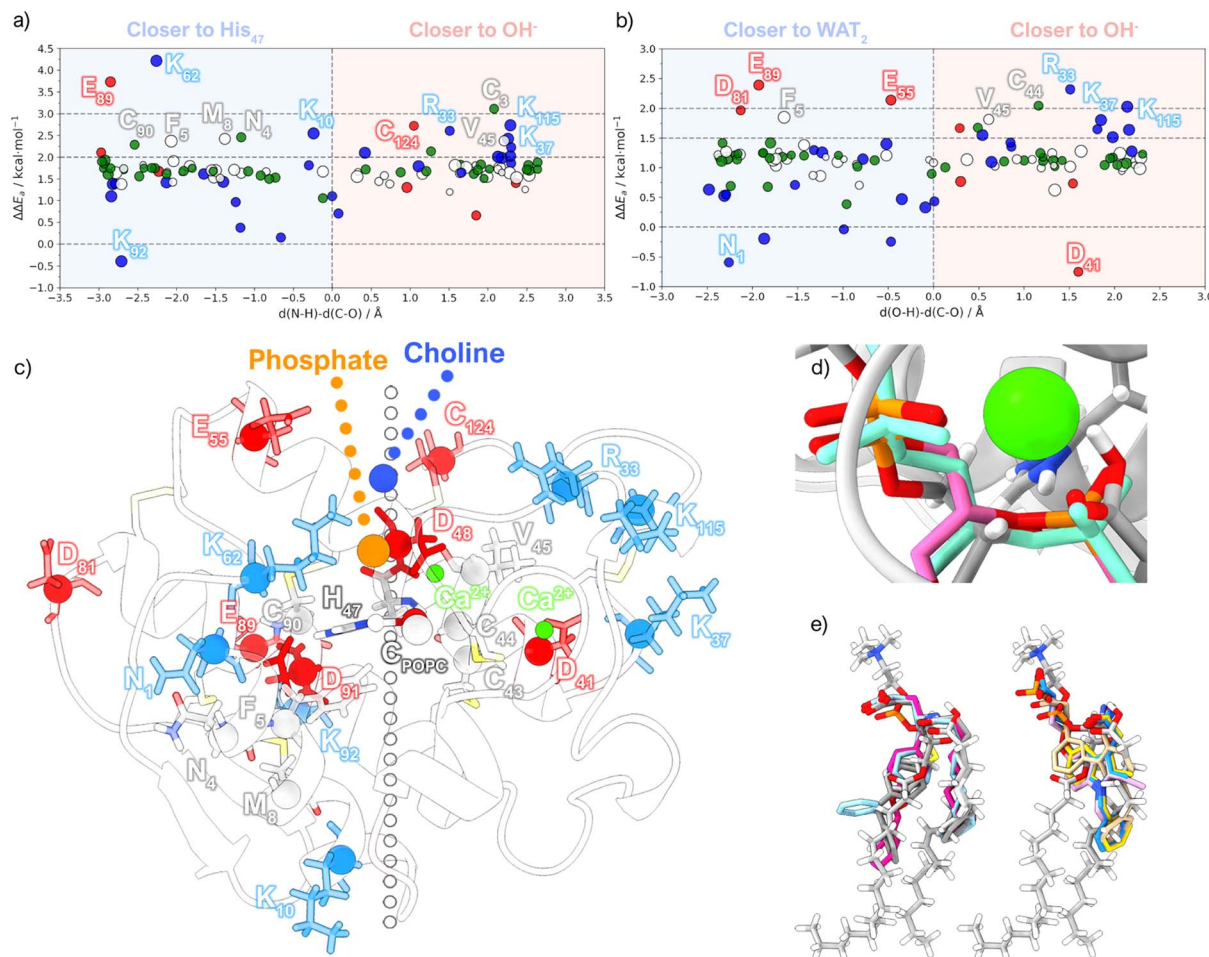 a)
Closer to His₄₇
Closer to OH⁻
4.5
4.0
3.5
3.0
2.5
2.0
1.5
1.0
0.5
0.0
−0.5
−1.0
ΔΔEₐ / kcal·mol⁻¹
E₈₉
K₆₂
C₉₀
F₅
M₈
N₄
K₁₀
K₉₂
C₁₂₄
R₃₃
C₃
V₄₅
K₁₁₅
K₃₇
−3.5 −3.0 −2.5 −2.0 −1.5 −1.0 −0.5 0.0 0.5 1.0 1.5 2.0 2.5 3.0 3.5
d(N-H)-d(C-O) / Å
b)
Closer to WAT₂
Closer to OH⁻
3.0
2.5
2.0
1.5
1.0
0.5
0.0
−0.5
−1.0
ΔΔEₐ / kcal·mol⁻¹
D₈₁
E₈₉
F₅
E₅₅
N₁
V₄₅
C₄₄
R₃₃
K₃₇
K₁₁₅
D₄₁
−3.0 −2.5 −2.0 −1.5 −1.0 −0.5 0.0 0.5 1.0 1.5 2.0 2.5 3.0
d(O-H)-d(C-O) / Å
c)
Phosphate
Choline
E₅₅
C₁₂₄
R₃₃
K₁₁₅
D₄₈
V₄₅
K₆₂
D₈₁
Ca²⁺
Ca²⁺
H₄₇
E₈₉
C₉₀
C₄₄
K₃₇
C_POPC
D₄₁
N₁
D₉₁
C₄₃
F₅
K₉₂
N₄
M₈
K₁₀
d)
e)